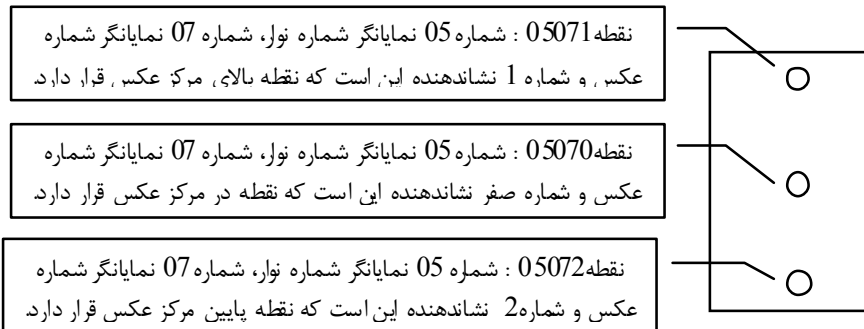 نقطه05071 : شماره 05 نمایانگر شماره نوار، شماره 07 نمایانگر شماره
عکس و شماره 1 نشاندهنده این است که نقطه بالای مرکز عکس قرار دارد.
نقطه05070 : شماره 05 نمایانگر شماره نوار، شماره 07 نمایانگر شماره
عکس و شماره صفر نشاندهنده این است که نقطه در مرکز عکس قرار دارد.
نقطه05072 : شماره 05 نمایانگر شماره نوار، شماره 07 نمایانگر شماره
عکس و شماره2 نشاندهنده این است که نقطه پایین مرکز عکس قرار دارد.